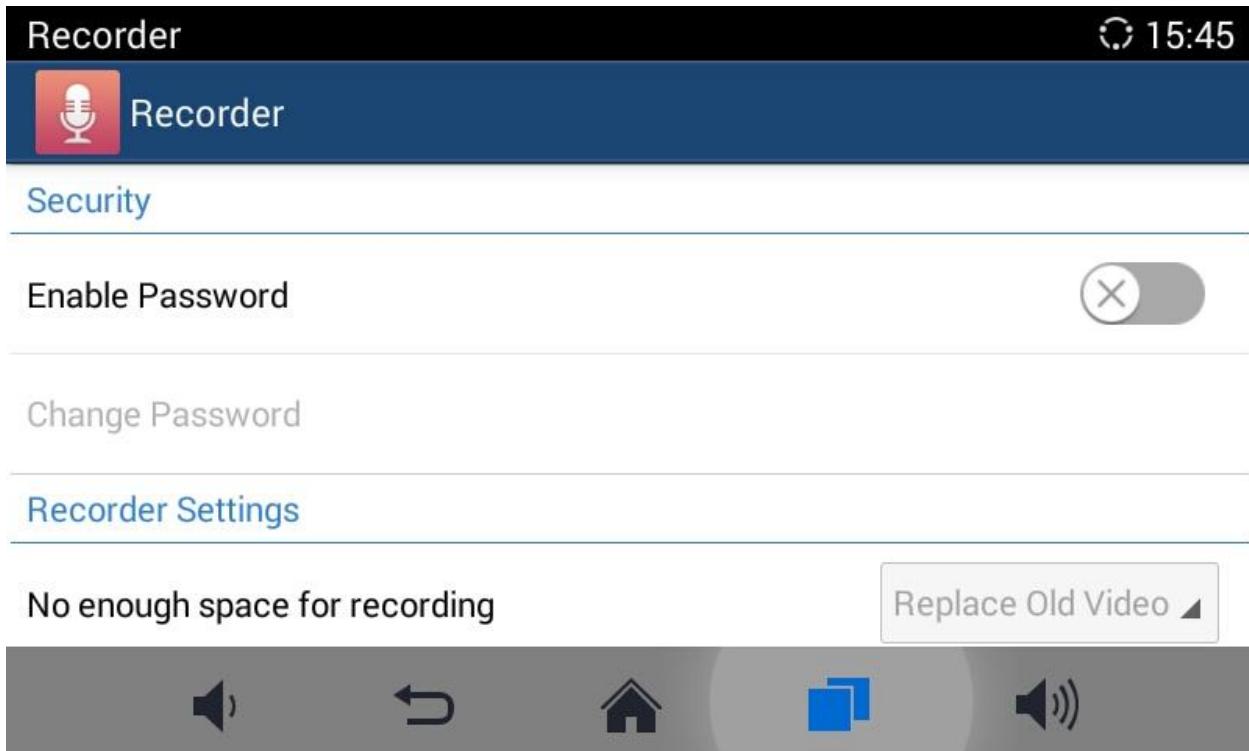 Recorder
15:45
Recorder
Security
Enable Password
Change Password
Recorder Settings
No enough space for recording
Replace Old Video